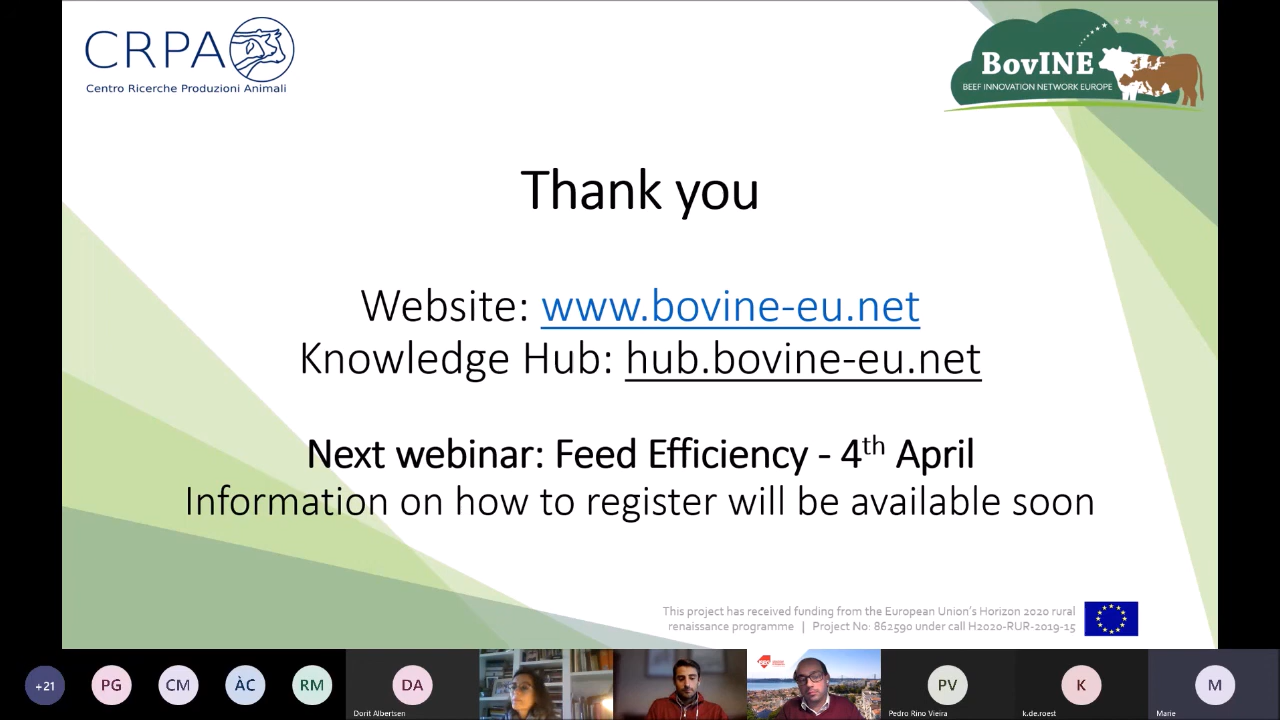 CRPA
Centro Ricerche Produzioni Animali
BovINE
BEEF INNOVATION NETWORK EUROPE
Thank you
Website: www.bovine-eu.net
Knowledge Hub: hub.bovine-eu.net
Next webinar: Feed Efficiency - 4th April
Information on how to register will be available soon
This project has received funding from the European Union's Horizon 2020 rural
renaissance programme | Project No: 862590 under call H2020-RUR-2019-15
+21
PG
CM
ÀC
RM
DA
Dorit Albertsen
PV
Pedro Rino Vieira
K
k.de.roest
M
Marie